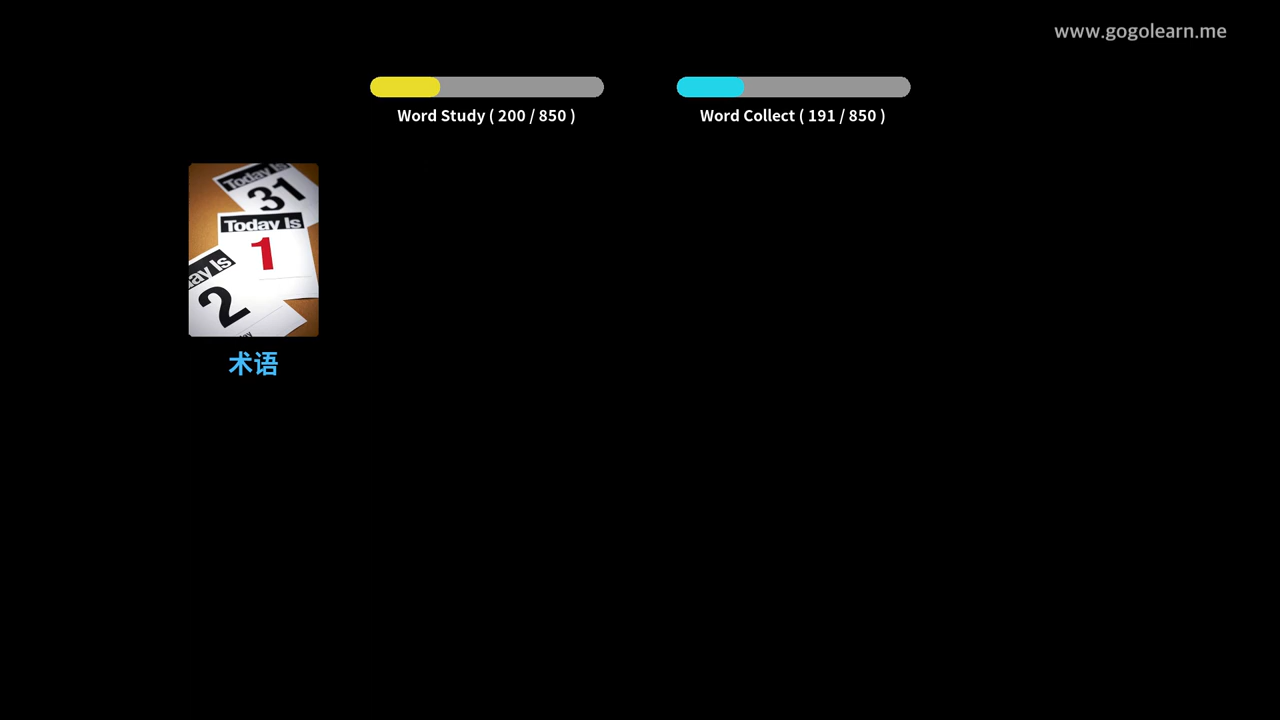 www.gogolearn.me
Word Study ( 200 / 850 )
Word Collect ( 191 / 850 )
Today Is
31
Today Is
1
ay Is
2
术语